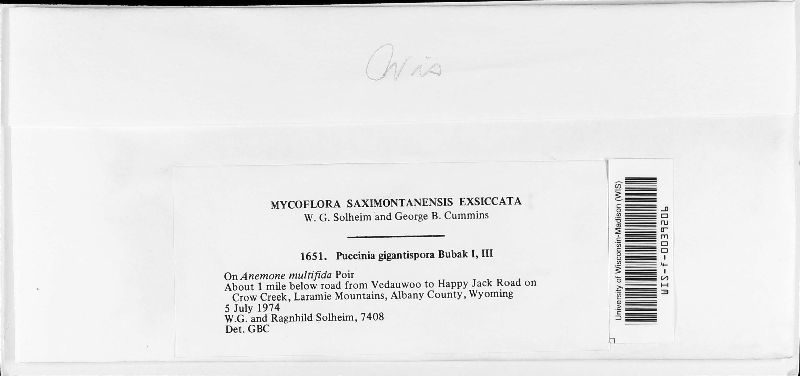 Wis
MYCOFLORA SAXIMONTANENSIS EXSICCATA
W. G. Solheim and George B. Cummins
1651. Puccinia gigantispora Bubak I, III
On Anemone multifida Poir
About 1 mile below road from Vedauwoo to Happy Jack Road on
Crow Creek, Laramie Mountains, Albany County, Wyoming
5 July 1974
W.G. and Ragnhild Solheim, 7408
Det. GBC
University of Wisconsin-Madison (WIS)
WIS-f-0039206